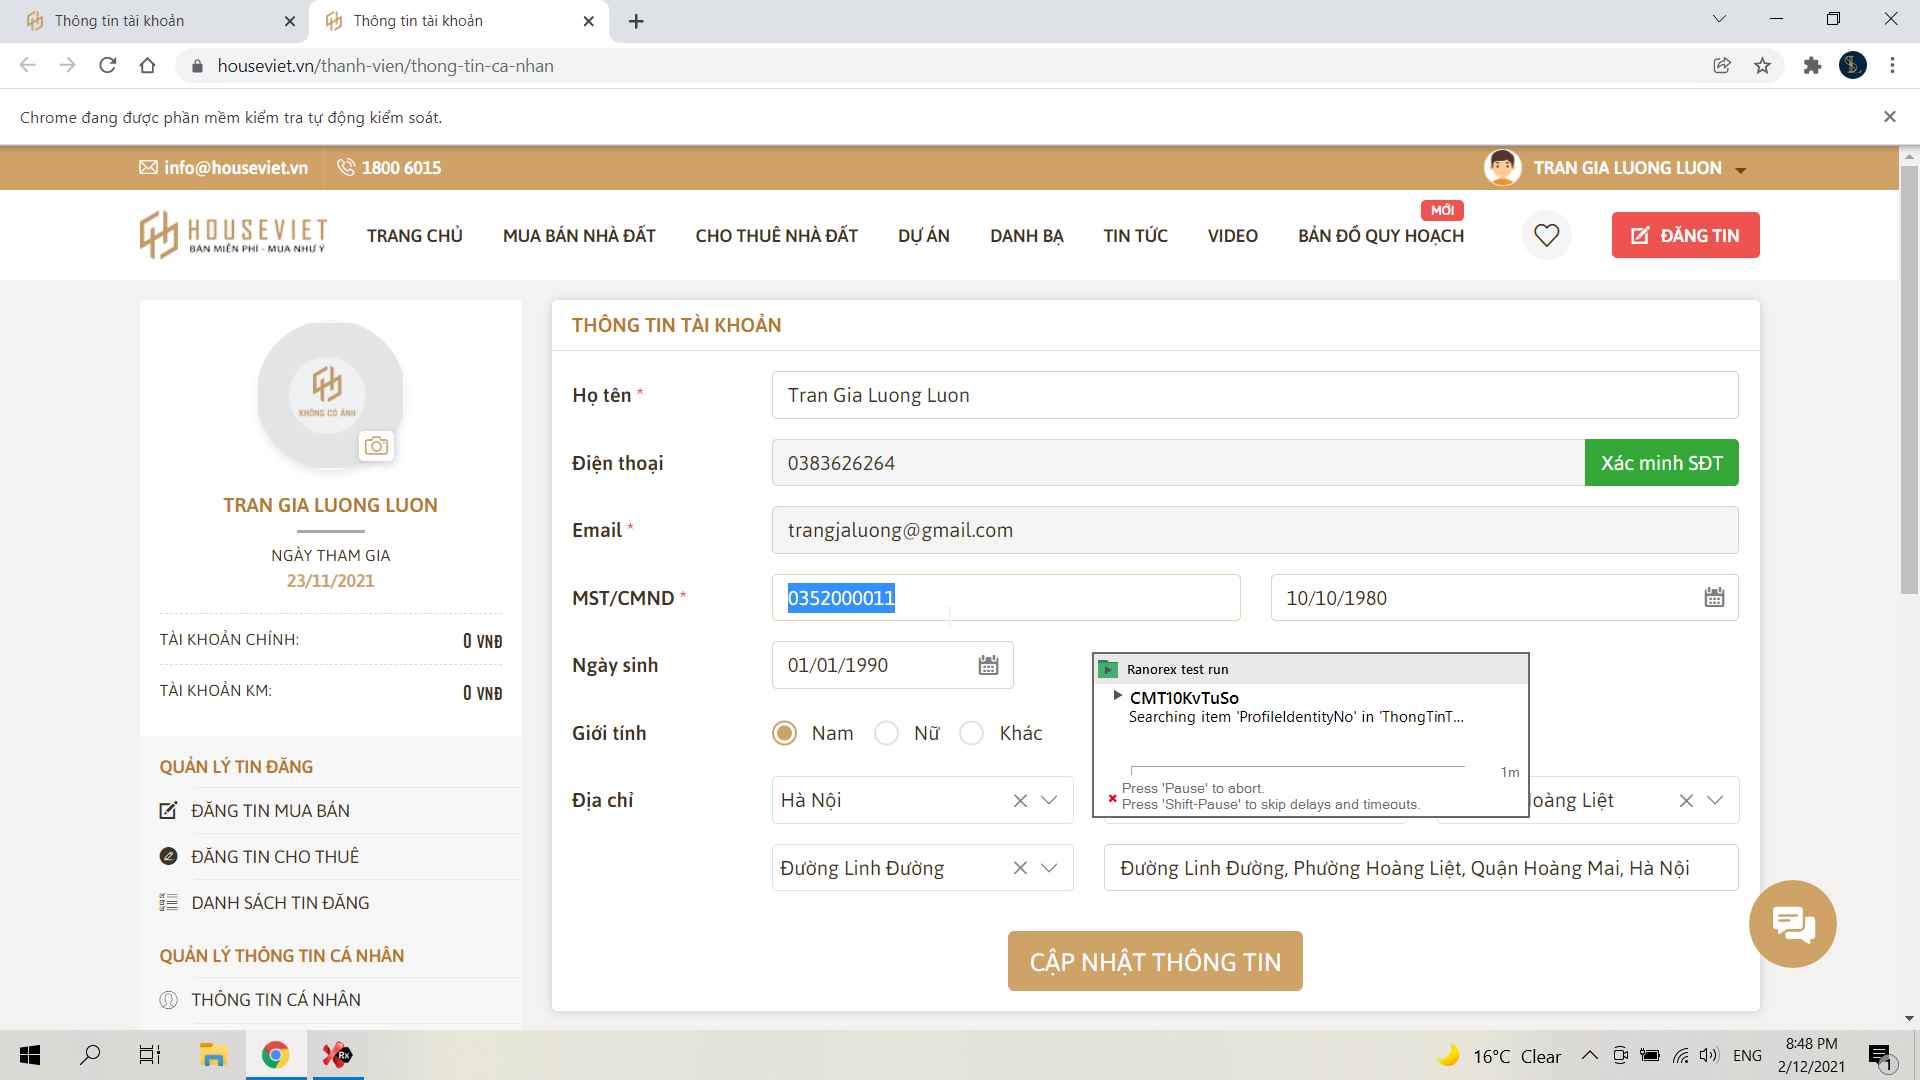 Thông tin tài khoản
Thông tin tài khoản
houseviet.vn/thanh-vien/thong-tin-ca-nhan
Chrome đang được phần mềm kiểm tra tự động kiểm soát.
info@houseviet.vn
1800 6015
TRAN GIA LUONG LUON
HOUSEVIET
BÁN MIỄN PHÍ - MUA NHƯ Ý
TRANG CHỦ
MUA BÁN NHÀ ĐẤT
CHO THUÊ NHÀ ĐẤT
DỰ ÁN
DANH BẠ
TIN TỨC
VIDEO
MỚI
BẢN ĐỒ QUY HOẠCH
ĐĂNG TIN
KHÔNG CÓ ẢNH
TRAN GIA LUONG LUON
NGÀY THAM GIA
23/11/2021
TÀI KHOẢN CHÍNH: 0 VNĐ
TÀI KHOẢN KM: 0 VNĐ
QUẢN LÝ TIN ĐĂNG
ĐĂNG TIN MUA BÁN
ĐĂNG TIN CHO THUÊ
DANH SÁCH TIN ĐĂNG
QUẢN LÝ THÔNG TIN CÁ NHÂN
THÔNG TIN CÁ NHÂN
THÔNG TIN TÀI KHOẢN
Họ tên * Tran Gia Luong Luon
Điện thoại 0383626264 Xác minh SĐT
Email * trangjaluong@gmail.com
MST/CMND * 0352000011 10/10/1980
Ngày sinh 01/01/1990
Giới tính Nam Nữ Khác
Địa chỉ Hà Nội oàng Liệt
Đường Linh Đường Đường Linh Đường, Phường Hoàng Liệt, Quận Hoàng Mai, Hà Nội
CẬP NHẬT THÔNG TIN
Ranorex test run
CMT10KvTuSo
Searching item 'ProfileIdentityNo' in 'ThongTinT...
1m
Press 'Pause' to abort.
Press 'Shift-Pause' to skip delays and timeouts.
Rx
16°C Clear
ENG
8:48 PM
2/12/2021
1